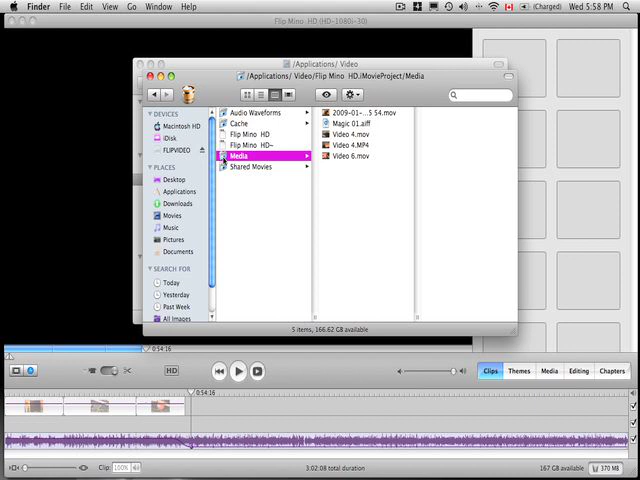 Finder File Edit View Go Window Help (Charged) Wed 5:58 PM
Flip Mino HD (HD-1080i-30)
/Applications/ Video
/Applications/ Video/Flip Mino HD.iMovieProject/Media
DEVICES
Macintosh HD
iDisk
FLIPVIDEO
PLACES
Desktop
Applications
Downloads
Movies
Music
Pictures
Documents
SEARCH FOR
Today
Yesterday
Past Week
All Images
Audio Waveforms
Cache
Flip Mino HD
Flip Mino HD~
Media
Shared Movies
2009-01-...5 54.mov
Magic 01.aiff
Video 4.mov
Video 4.MP4
Video 6.mov
5 items, 166.62 GB available
0:54:16
HD
Clips Themes Media Editing Chapters
0:54:16
Clip: 100%
3:02:08 total duration
167 GB available
370 MB